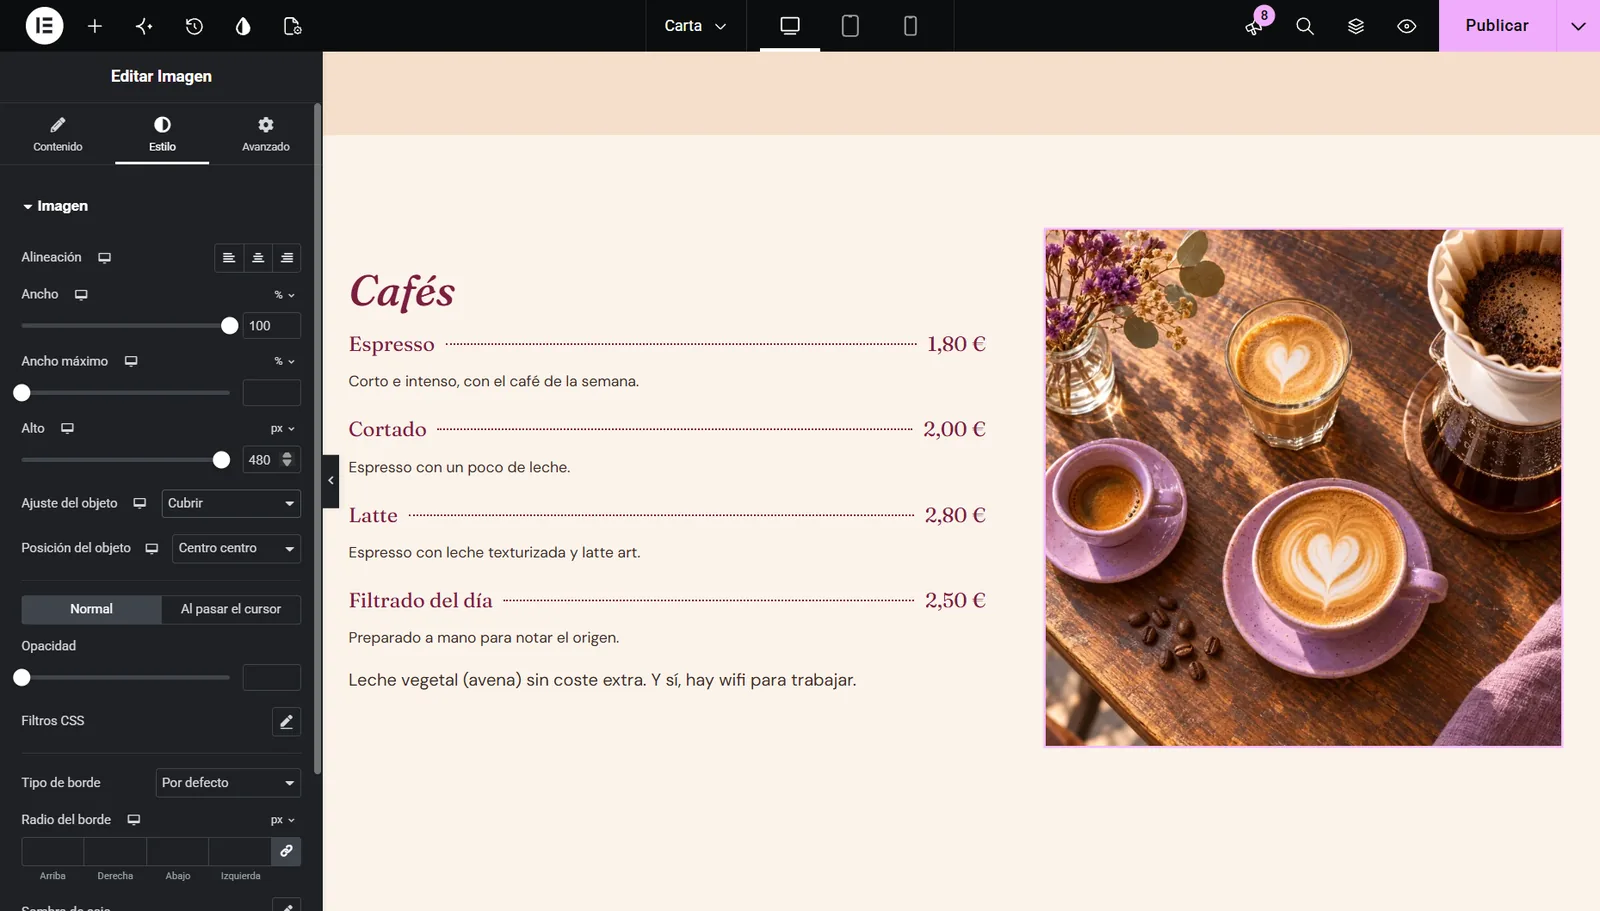 Carta
8
Publicar
Editar Imagen
Contenido
Estilo
Avanzado
Imagen
Alineación
Ancho
%
100
Ancho máximo
%
Alto
px
480
Ajuste del objeto
Cubrir
Posición del objeto
Centro centro
Normal
Al pasar el cursor
Opacidad
Filtros CSS
Tipo de borde
Por defecto
Radio del borde
px
Arriba
Derecha
Abajo
Izquierda
Sombra de caja
Cafés
Espresso 1,80 €
Corto e intenso, con el café de la semana.
Cortado 2,00 €
Espresso con un poco de leche.
Latte 2,80 €
Espresso con leche texturizada y latte art.
Filtrado del día 2,50 €
Preparado a mano para notar el origen.
Leche vegetal (avena) sin coste extra. Y sí, hay wifi para trabajar.